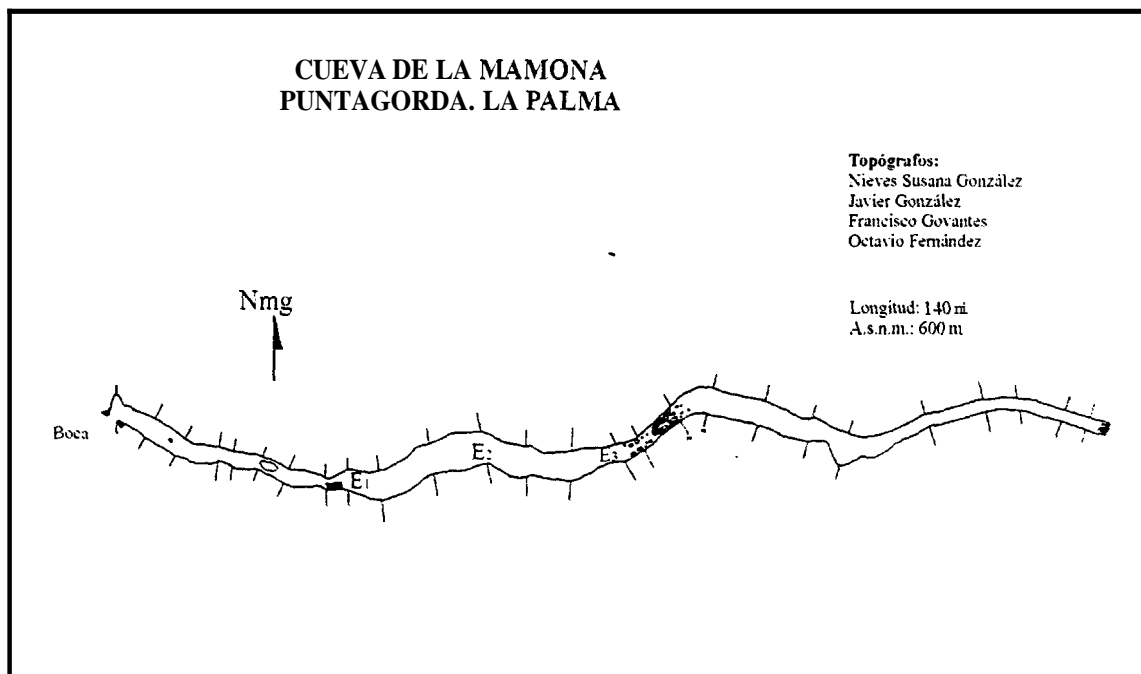 CUEVA DE LA MAMONA
PUNTAGORDA. LA PALMA
Topógrafos:
Nieves Susana González
Javier González
Francisco Govantes
Octavio Fernández
Longitud: 140 m
A.s.n.m.: 600 m
Nmg
Boca
E1
E2
E3